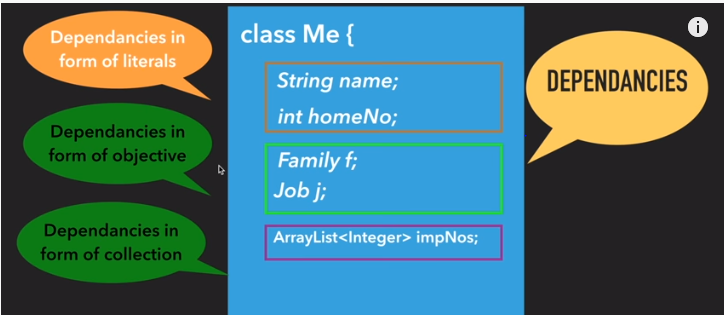 Dependancies in
form of literals
Dependancies in
form of objective
Dependancies in
form of collection
class Me {
String name;
int homeNo;
Family f;
Job j;
ArrayList<Integer> impNos;
DEPENDANCIES
i